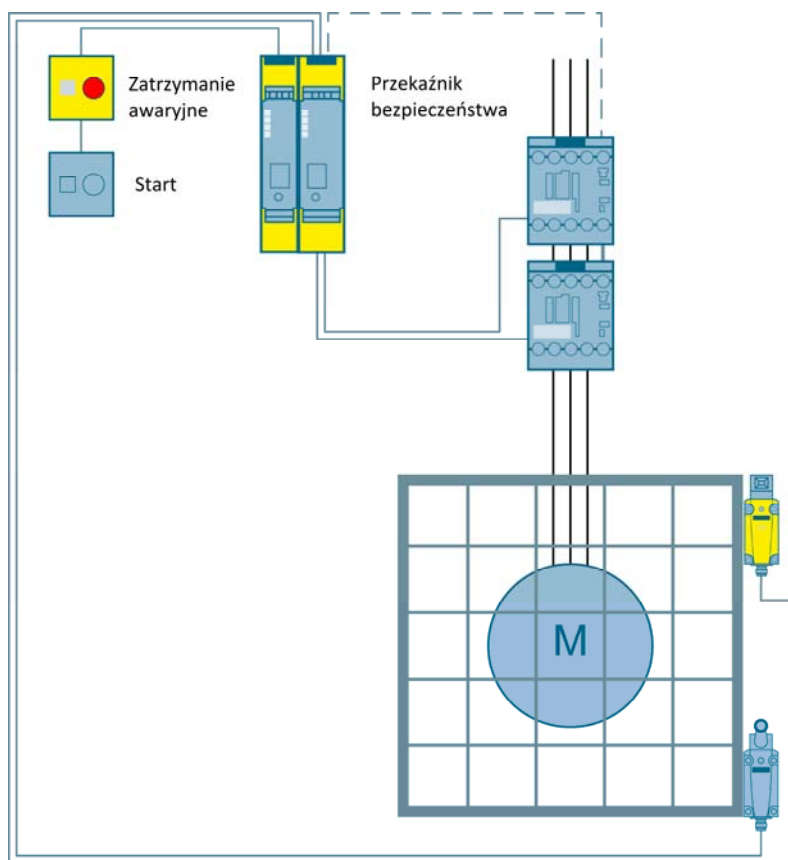 Zatrzymanie
awaryjne
Przekaźnik
bezpieczeństwa
Start
M